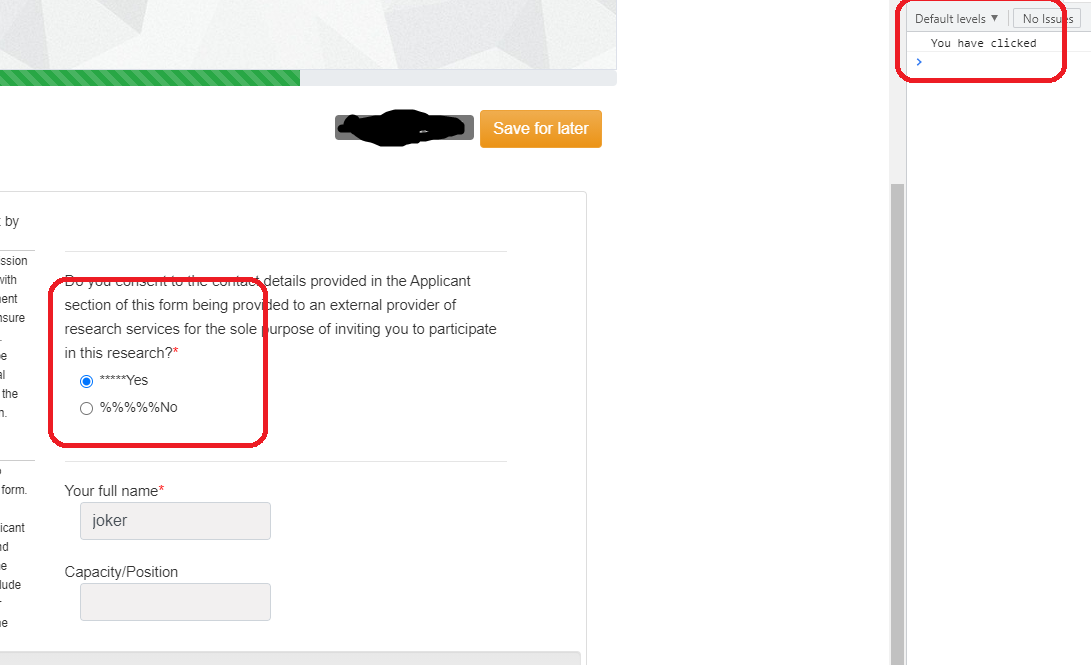 Default levels ▼ No Issues
You have clicked
>
Save for later
by
ssion
with
ent
nsure
.
e
al
the
n.
Do you consent to the contact details provided in the Applicant
section of this form being provided to an external provider of
research services for the sole purpose of inviting you to participate
in this research?*
*****Yes
%%%%%No
form.
icant
nd
e
lude
ne
Your full name*
joker
Capacity/Position